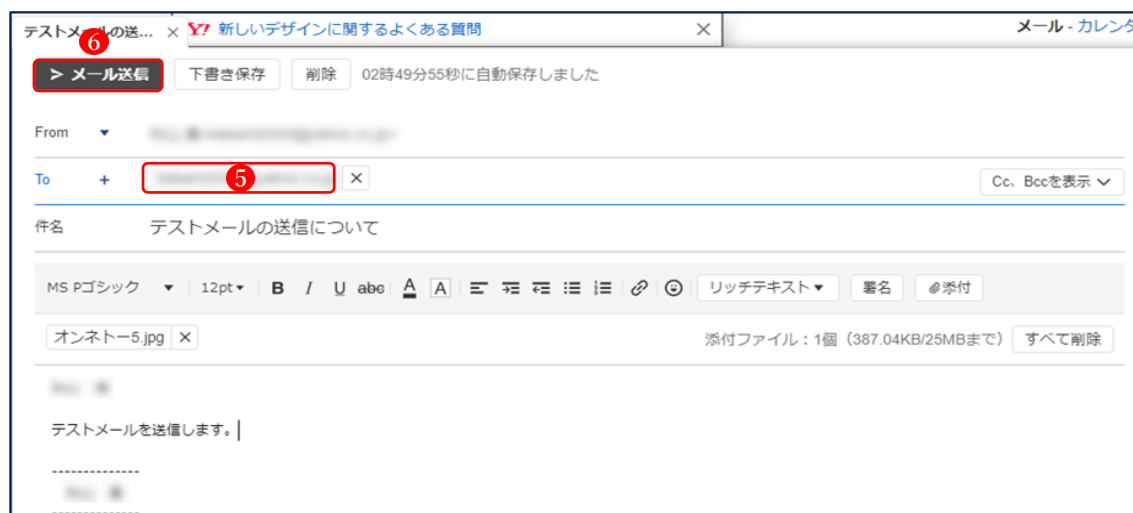 テストメールの送... × Y! 新しいデザインに関するよくある質問 ×
メール - カレンダ
6
> メール送信 下書き保存 削除 02時49分55秒に自動保存しました
From ▼
To + 5 × Cc、Bccを表示
件名 テストメールの送信について
MS Pゴシック ▼ 12pt▼ B I U abc A A リッチテキスト▼ 署名 添付
オンネトー5.jpg × 添付ファイル：1個（387.04KB/25MBまで） すべて削除
テストメールを送信します。
--------------
--------------